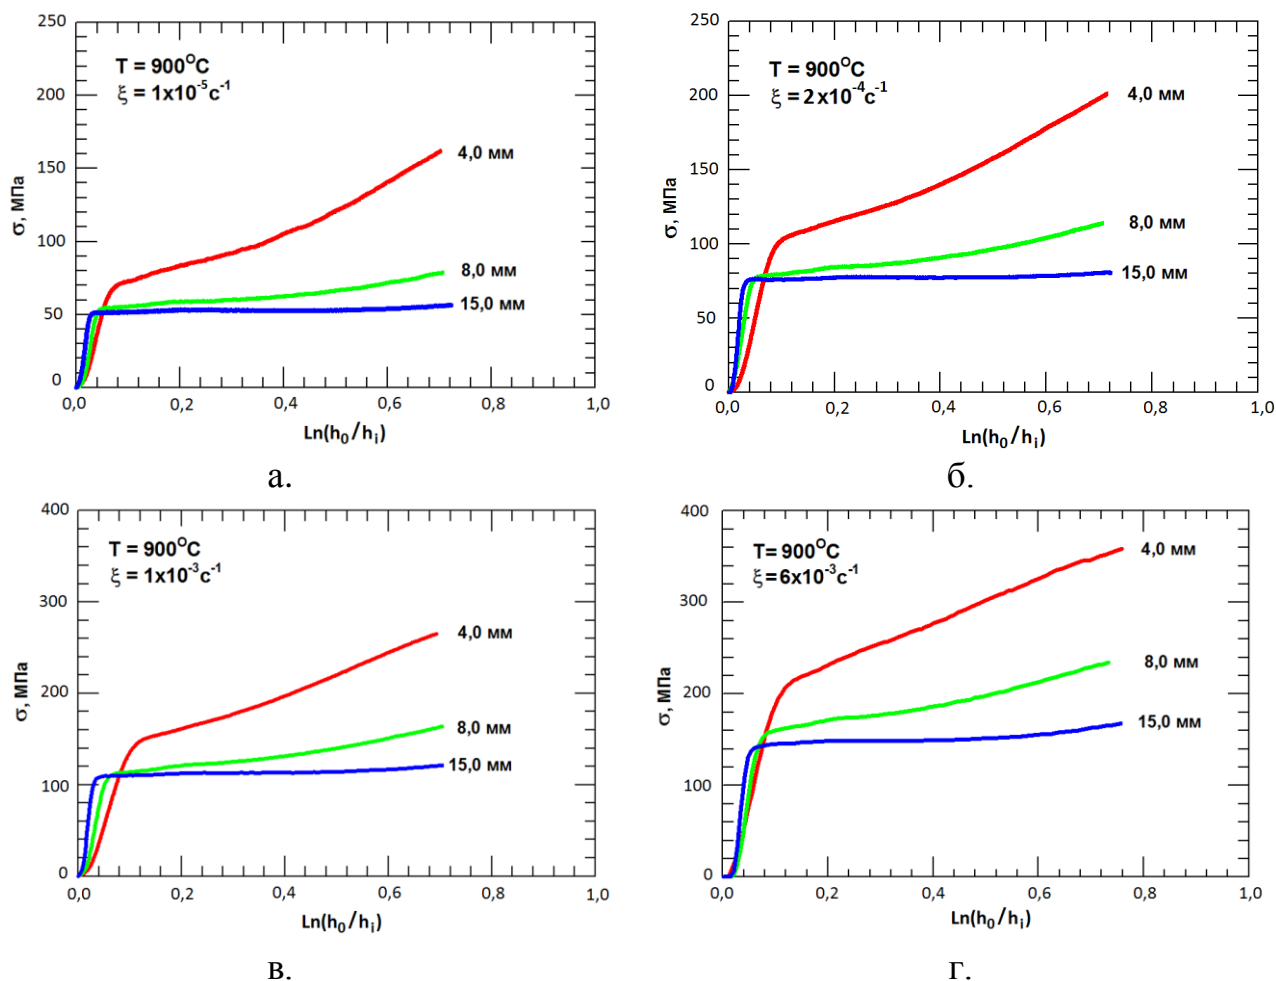 250
200
150
100
50
0
σ, МПа
T = 900°C
ξ = 1x10⁻⁵c⁻¹
4,0 мм
8,0 мм
15,0 мм
0,0 0,2 0,4 0,6 0,8 1,0
Ln(h₀/hᵢ)
а.
250
200
150
100
50
0
σ, МПа
T = 900°C
ξ = 2x10⁻⁴c⁻¹
4,0 мм
8,0 мм
15,0 мм
0,0 0,2 0,4 0,6 0,8 1,0
Ln(h₀/hᵢ)
б.
400
300
200
100
0
σ, МПа
T = 900°C
ξ = 1x10⁻³c⁻¹
4,0 мм
8,0 мм
15,0 мм
0,0 0,2 0,4 0,6 0,8 1,0
Ln(h₀/hᵢ)
в.
400
300
200
100
0
σ, МПа
T= 900°C
ξ = 6x10⁻³c⁻¹
4,0 мм
8,0 мм
15,0 мм
0,0 0,2 0,4 0,6 0,8 1,0
Ln(h₀/hᵢ)
г.